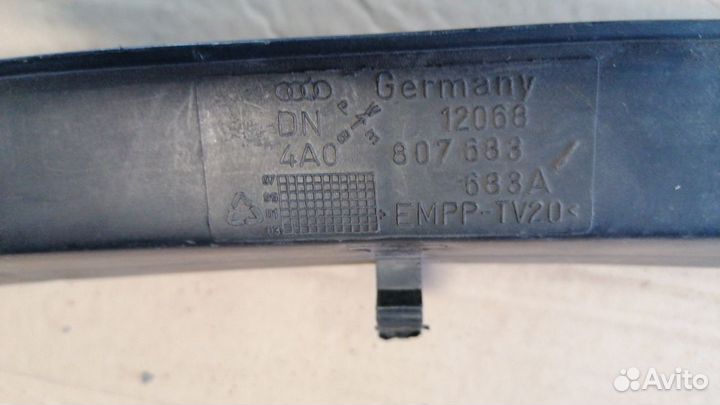 Germany
DN 12068
4A0 807683
683A
EMPP-TV20<
Avito